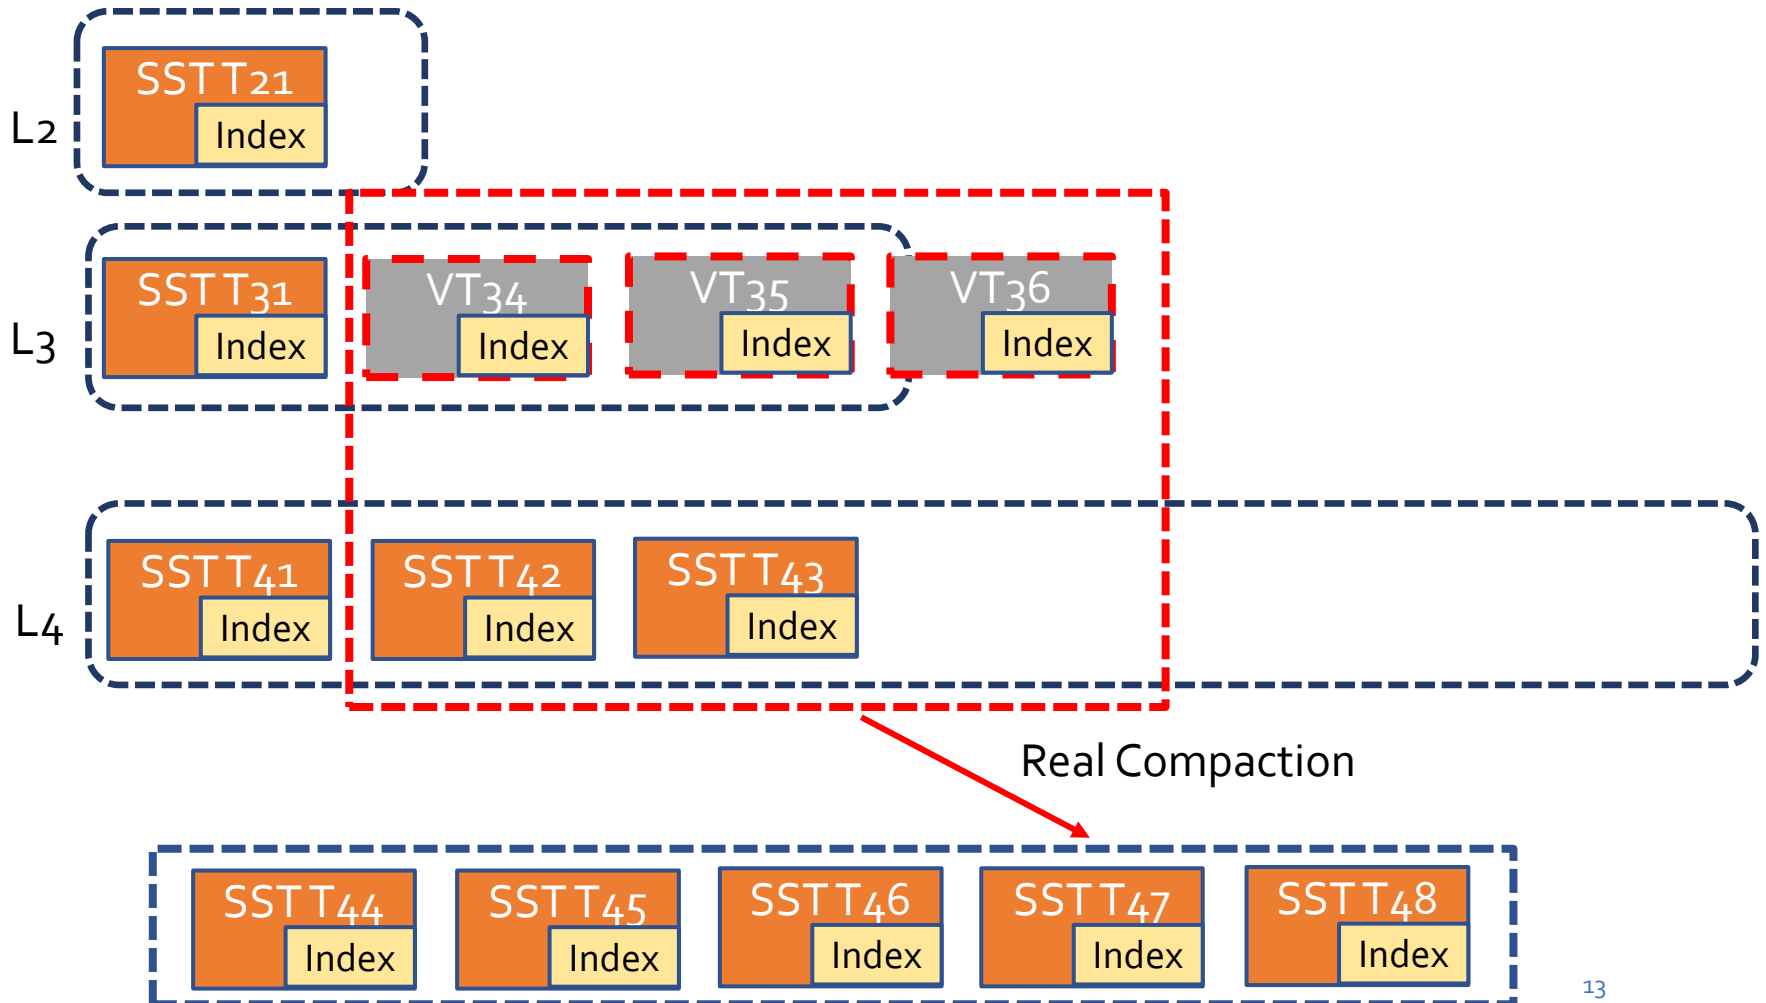 SST T21
Index
L2
SST T31
Index
VT34
Index
VT35
Index
VT36
Index
L3
SST T41
Index
SST T42
Index
SST T43
Index
L4
Real Compaction
SST T44
Index
SST T45
Index
SST T46
Index
SST T47
Index
SST T48
Index
13